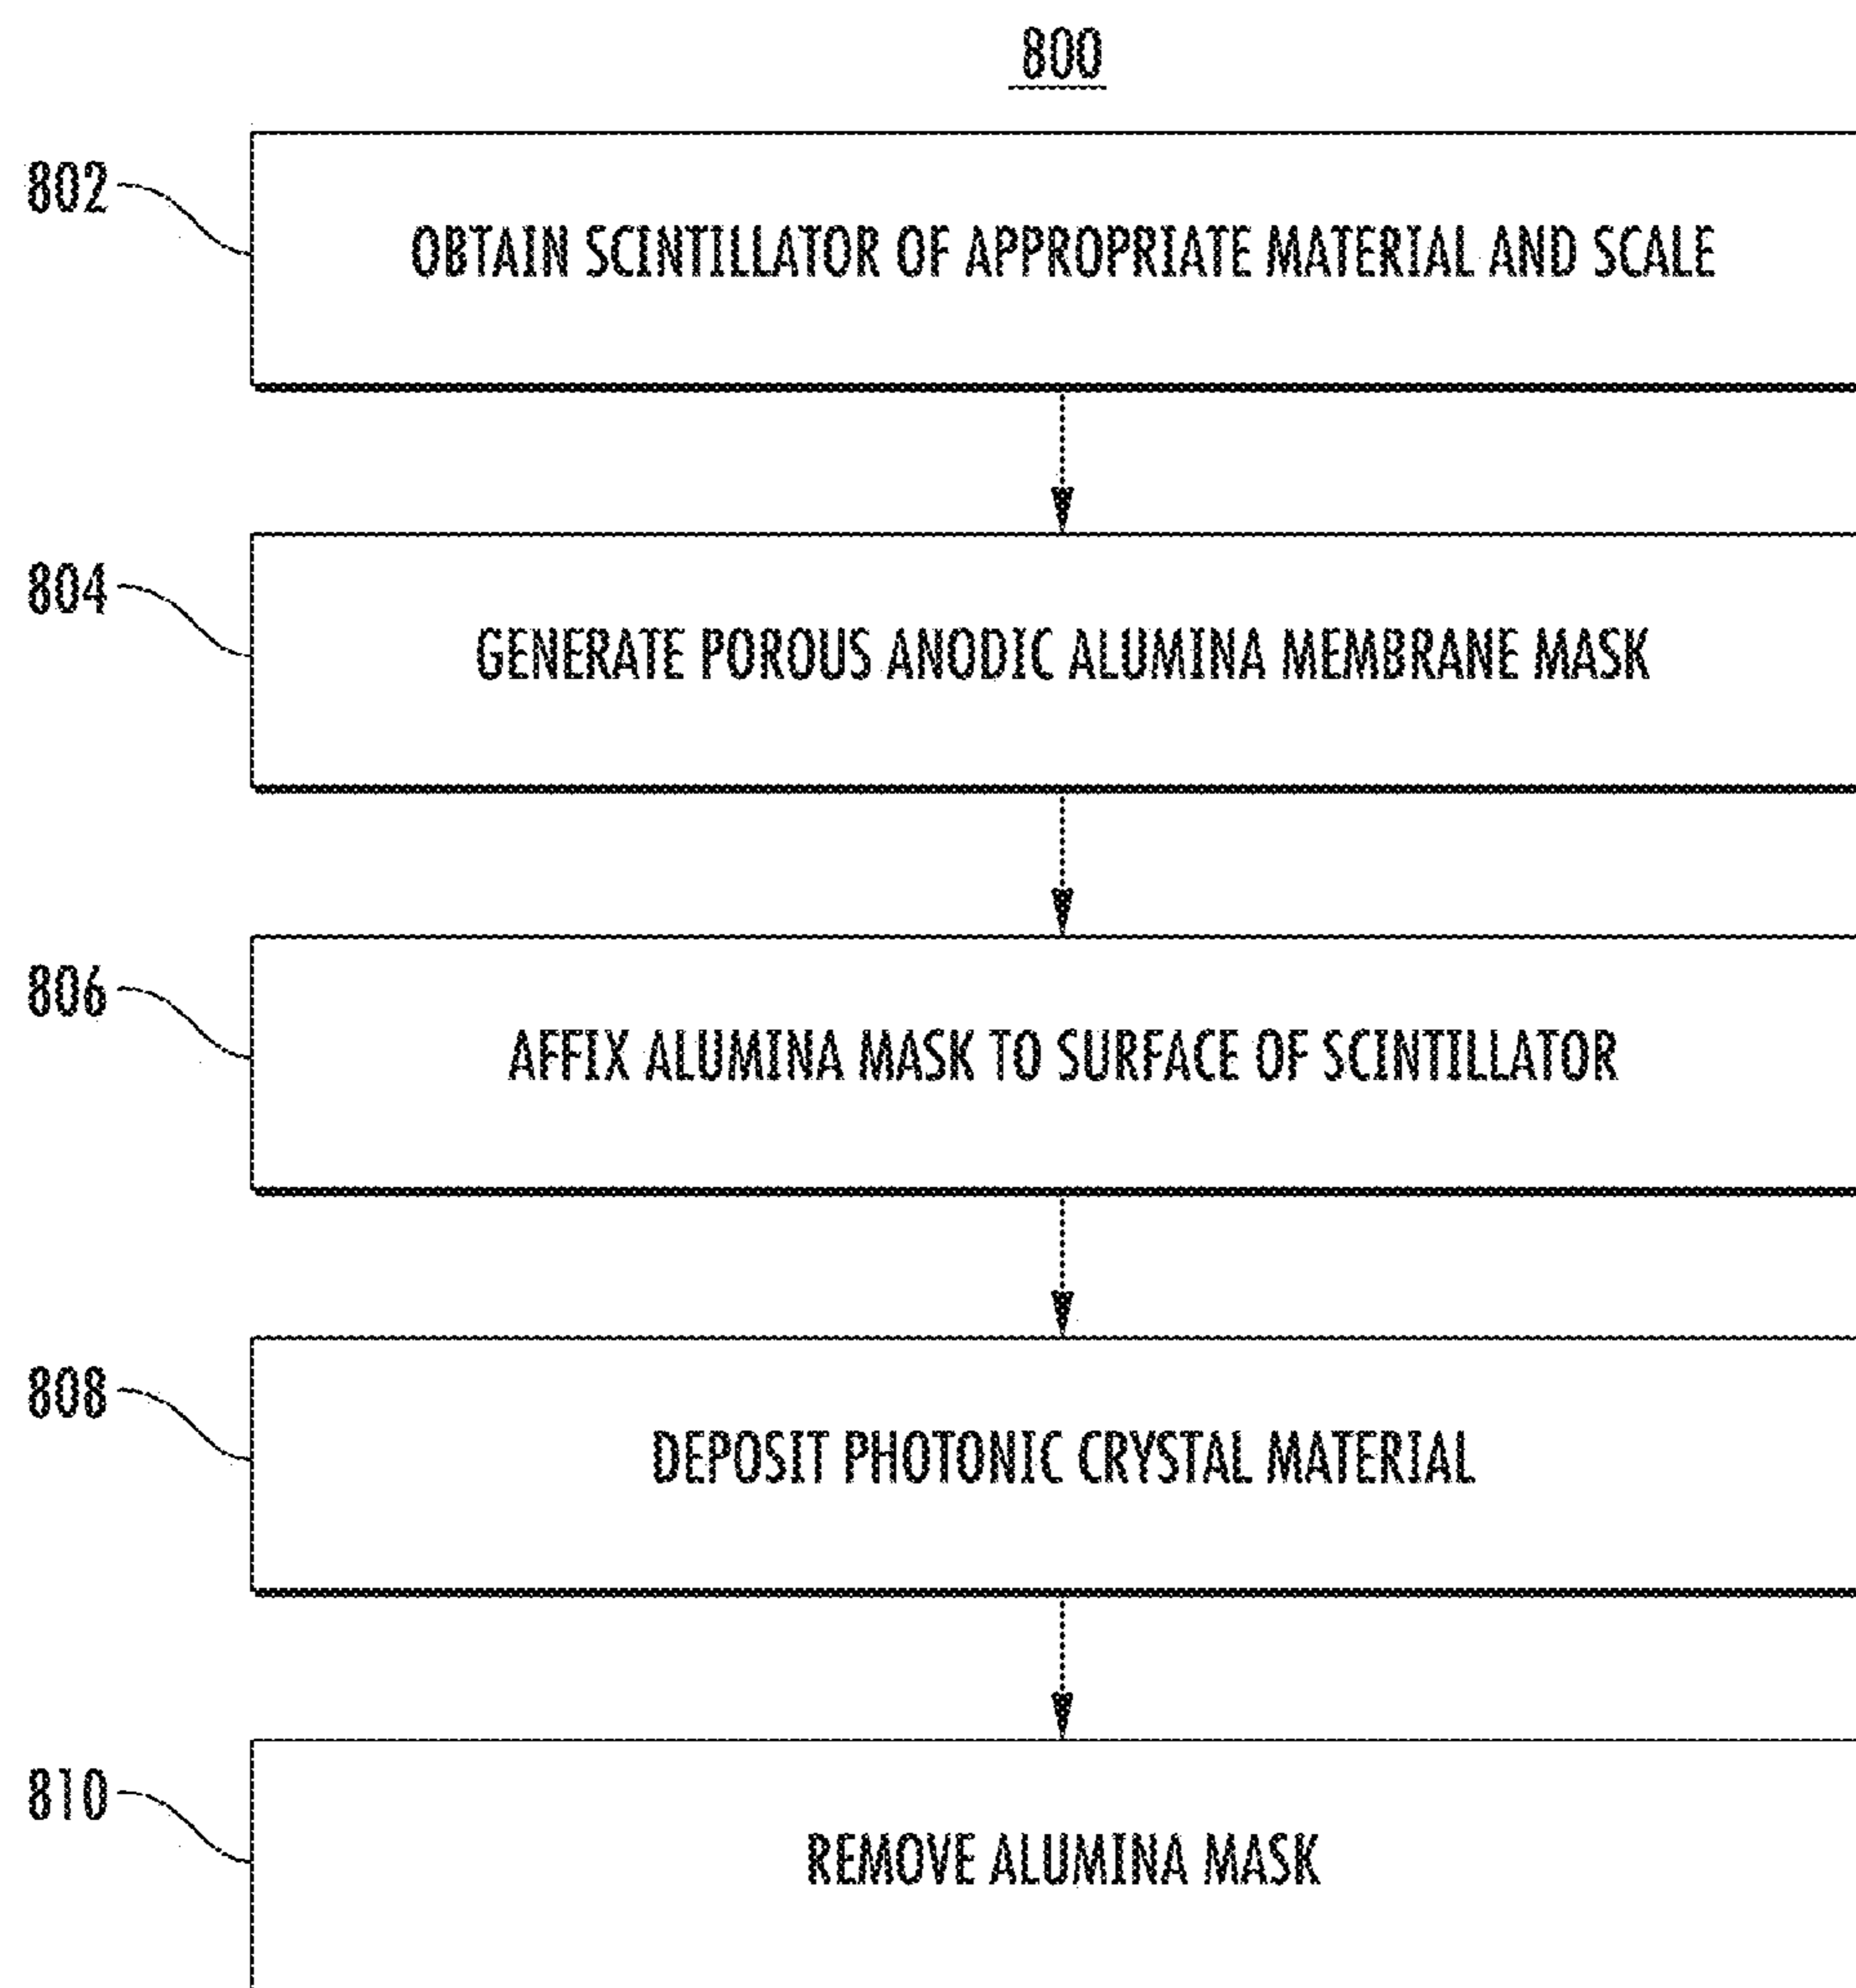 800
802
OBTAIN SCINTILLATOR OF APPROPRIATE MATERIAL AND SCALE
804
GENERATE POROUS ANODIC ALUMINA MEMBRANE MASK
806
AFFIX ALUMINA MASK TO SURFACE OF SCINTILLATOR
808
DEPOSIT PHOTONIC CRYSTAL MATERIAL
810
REMOVE ALUMINA MASK